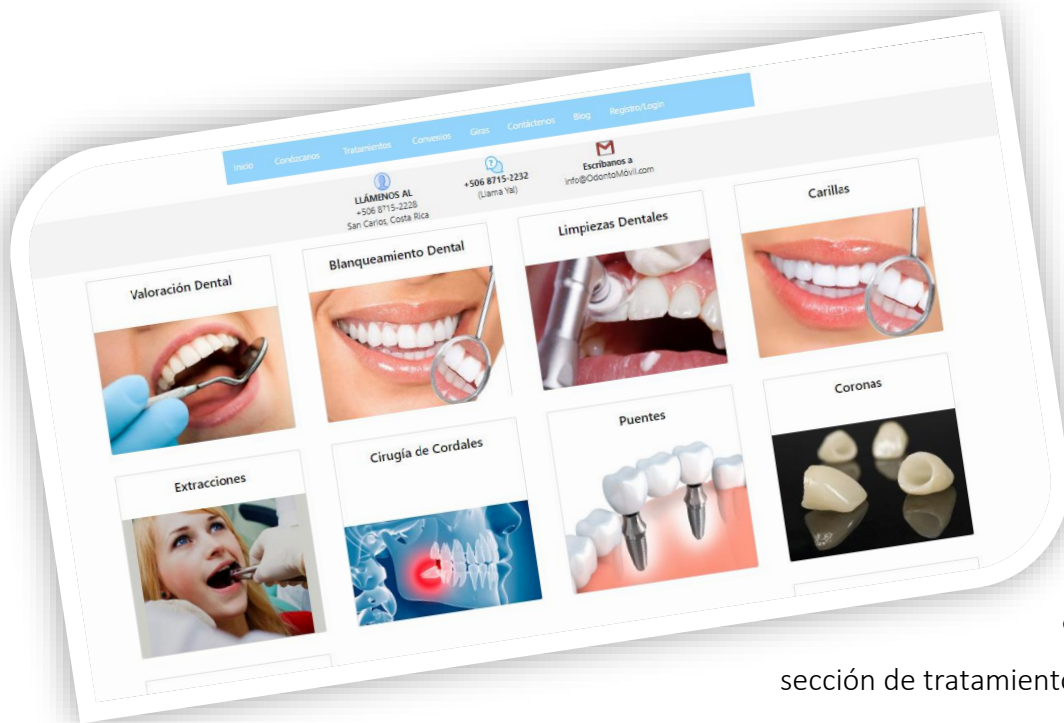 Inicio Conózcanos Tratamientos Convenios Giras Contáctenos Blog Registro/Login
LLÁMENOS AL
+506 8715-2228
San Carlos, Costa Rica
+506 8715-2232
(Llama Ya!)
Escríbanos a
info@OdontoMóvil.com
Valoración Dental
Blanqueamiento Dental
Limpiezas Dentales
Carillas
Extracciones
Cirugía de Cordales
Puentes
Coronas
sección de tratamiento